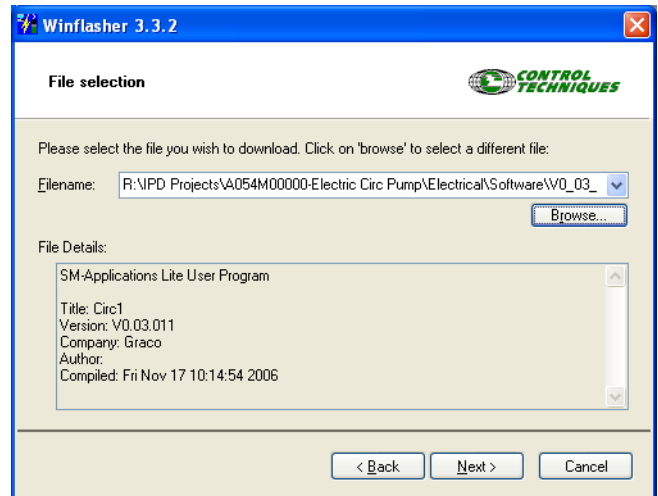 Winflasher 3.3.2
File selection
CONTROL
TECHNIQUES
Please select the file you wish to download. Click on 'browse' to select a different file:
Filename: R:\IPD Projects\A054M00000-Electric Circ Pump\Electrical\Software\V0_03_
Browse...
File Details:
SM-Applications Lite User Program
Title: Circ1
Version: V0.03.011
Company: Graco
Author:
Compiled: Fri Nov 17 10:14:54 2006
< Back Next > Cancel